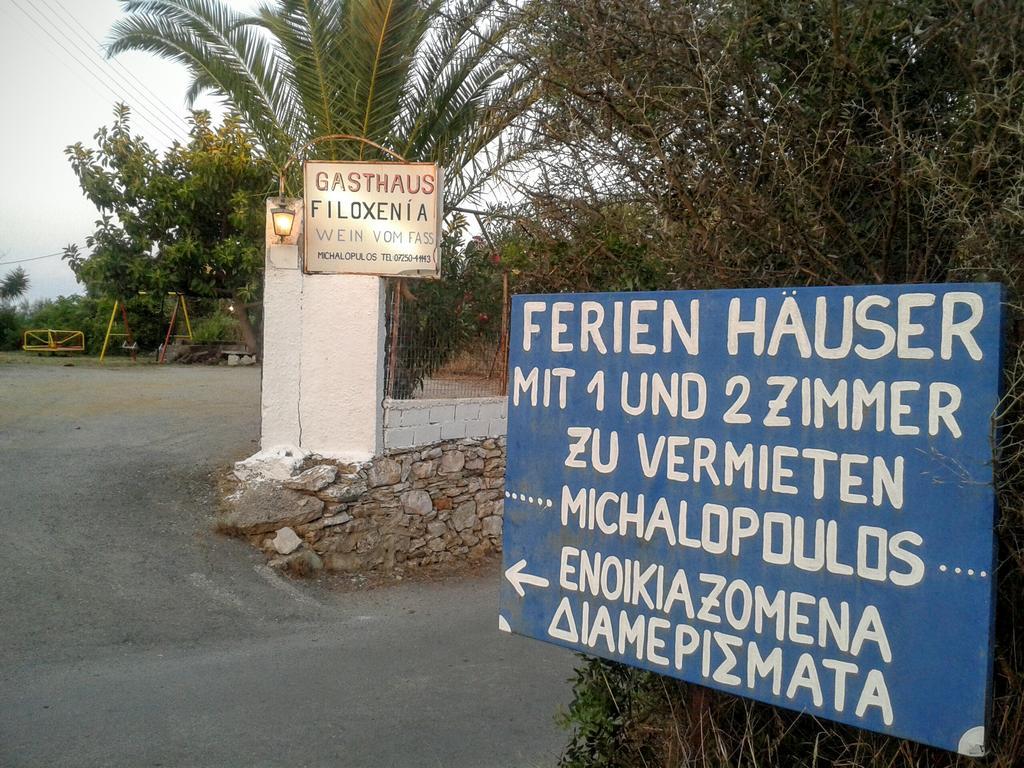 GASTHAUS
FILOXENÍA
WEIN VOM FASS
MICHALOPULOS TEL 07250-41143
FERIEN HÄUSER
MIT 1 UND 2 ZIMMER
ZU VERMIETEN
...... MICHALOPOULOS .....
← ΕΝΟΙΚΙΑΖΟΜΕΝΑ
ΔΙΑΜΕΡΙΣΜΑΤΑ